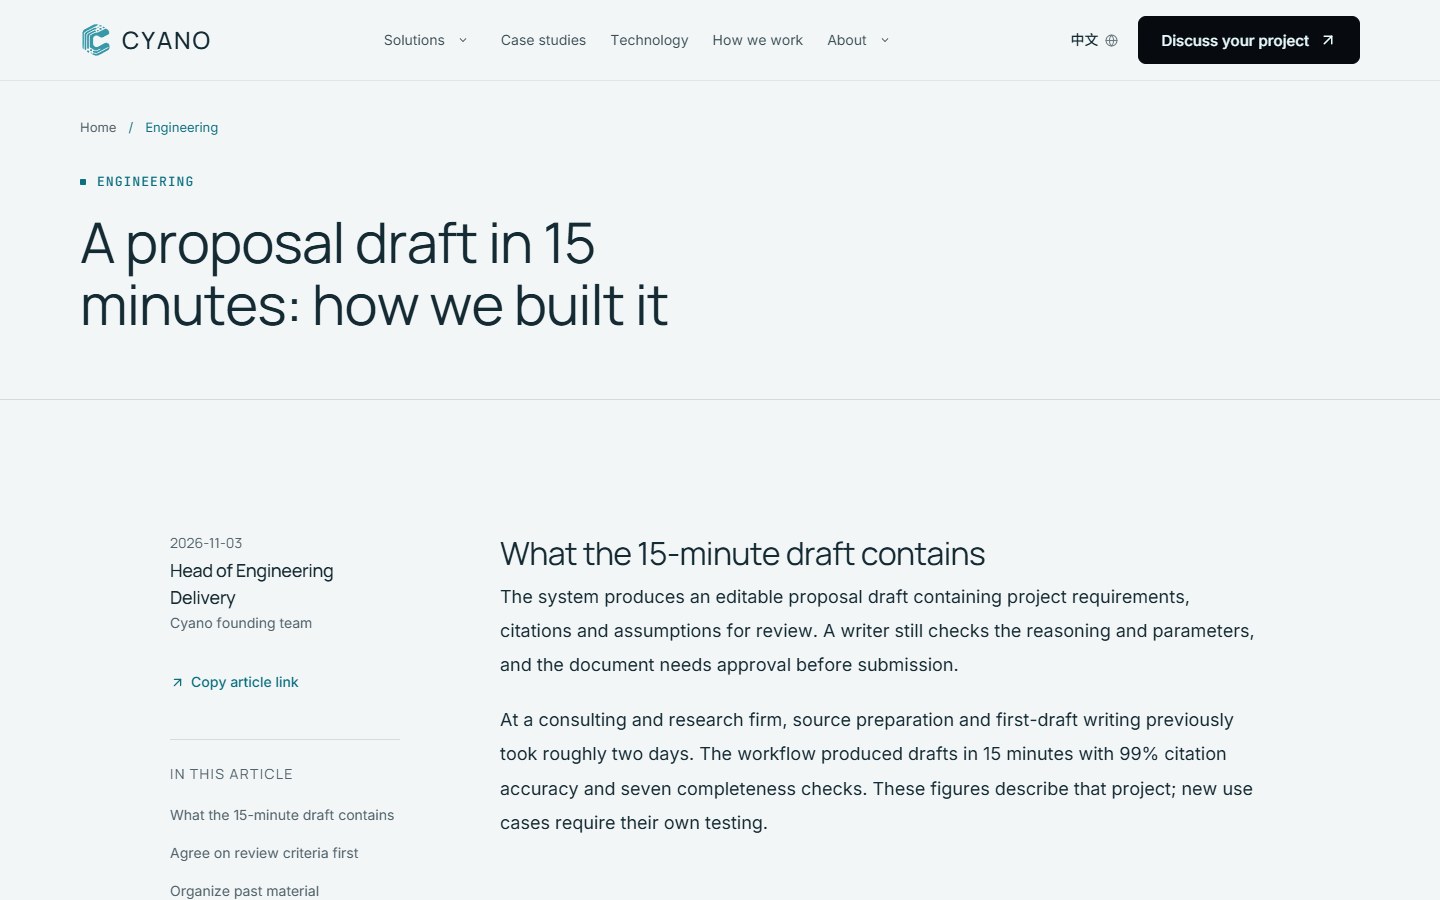 CYANO
Solutions
Case studies
Technology
How we work
About
中文
Discuss your project
Home / Engineering
ENGINEERING
A proposal draft in 15
minutes: how we built it
2026-11-03
Head of Engineering
Delivery
Cyano founding team
Copy article link
IN THIS ARTICLE
What the 15-minute draft contains
Agree on review criteria first
Organize past material
What the 15-minute draft contains
The system produces an editable proposal draft containing project requirements,
citations and assumptions for review. A writer still checks the reasoning and parameters,
and the document needs approval before submission.
At a consulting and research firm, source preparation and first-draft writing previously
took roughly two days. The workflow produced drafts in 15 minutes with 99% citation
accuracy and seven completeness checks. These figures describe that project; new use
cases require their own testing.